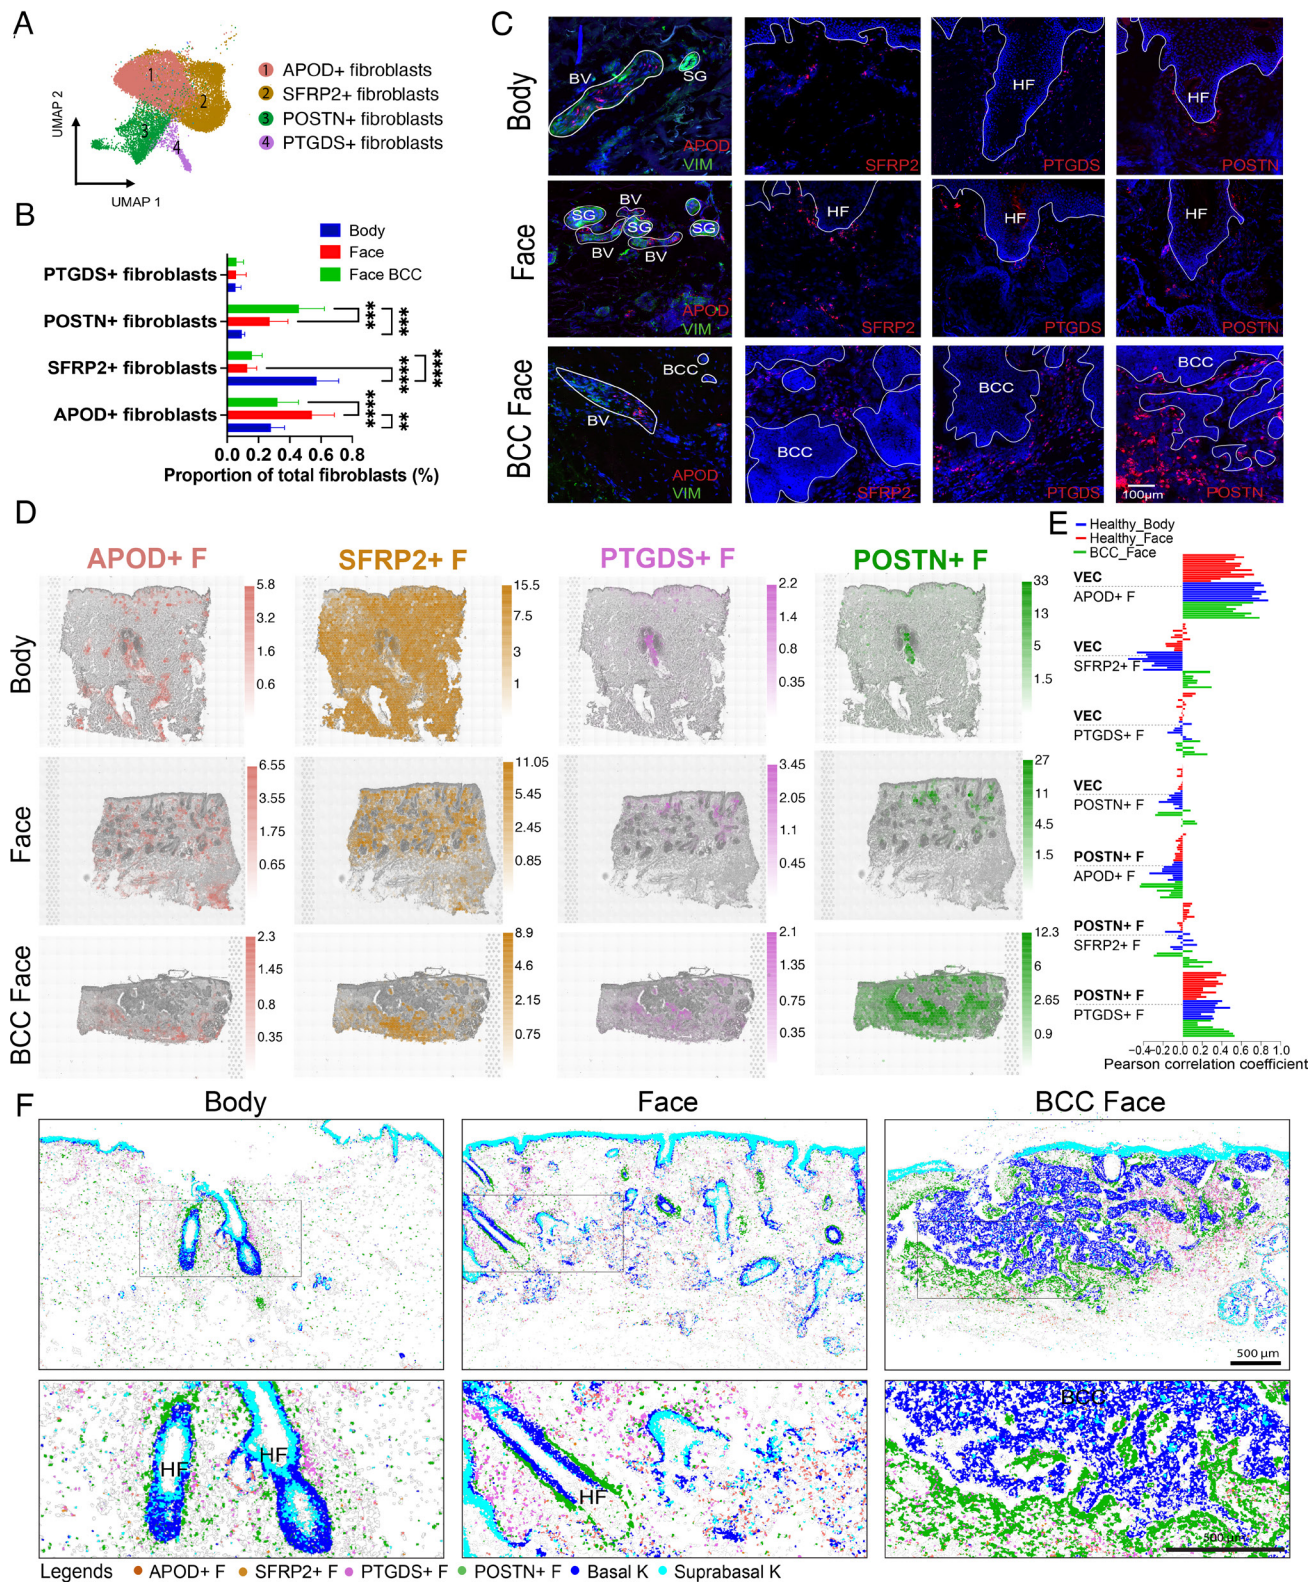 A
UMAP 2
UMAP 1
1
2
3
4
1 APOD+ fibroblasts
2 SFRP2+ fibroblasts
3 POSTN+ fibroblasts
4 PTGDS+ fibroblasts
B
Body
Face
Face BCC
PTGDS+ fibroblasts
POSTN+ fibroblasts
SFRP2+ fibroblasts
APOD+ fibroblasts
*** ***
**** ****
**** **
0.0 0.2 0.4 0.6 0.8
Proportion of total fibroblasts (%)
C
Body
BV
SG
APOD
VIM
SFRP2
HF
PTGDS
HF
POSTN
Face
SG
BV
SG
SG
BV
BV
APOD
VIM
HF
SFRP2
HF
PTGDS
HF
POSTN
BCC Face
BCC
BV
APOD
VIM
BCC
SFRP2
BCC
PTGDS
BCC
100µm
POSTN
D
APOD+ F
SFRP2+ F
PTGDS+ F
POSTN+ F
Body
5.8
3.2
1.6
0.6
15.5
7.5
3
1
2.2
1.4
0.8
0.35
33
13
5
1.5
Face
6.55
3.55
1.75
0.65
11.05
5.45
2.45
0.85
3.45
2.05
1.1
0.45
27
11
4.5
1.5
BCC Face
2.3
1.45
0.8
0.35
8.9
4.6
2.15
0.75
2.1
1.35
0.75
0.35
12.3
6
2.65
0.9
E
Healthy_Body
Healthy_Face
BCC_Face
VEC
APOD+ F
VEC
SFRP2+ F
VEC
PTGDS+ F
VEC
POSTN+ F
POSTN+ F
APOD+ F
POSTN+ F
SFRP2+ F
POSTN+ F
PTGDS+ F
−0.4 −0.2 0.0 0.2 0.4 0.6 0.8 1.0
Pearson correlation coefficient
F
Body
Face
BCC Face
500 µm
HF
HF
HF
BCC
500 µm
Legends APOD+ F SFRP2+ F PTGDS+ F POSTN+ F Basal K Suprabasal K